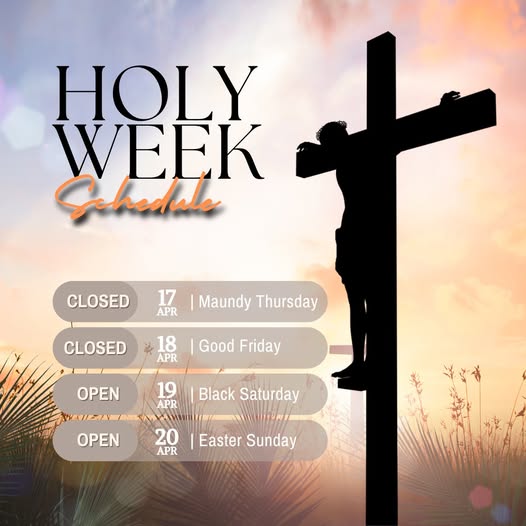 HOLY
WEEK
Schedule
CLOSED 17 APR | Maundy Thursday
CLOSED 18 APR | Good Friday
OPEN 19 APR | Black Saturday
OPEN 20 APR | Easter Sunday